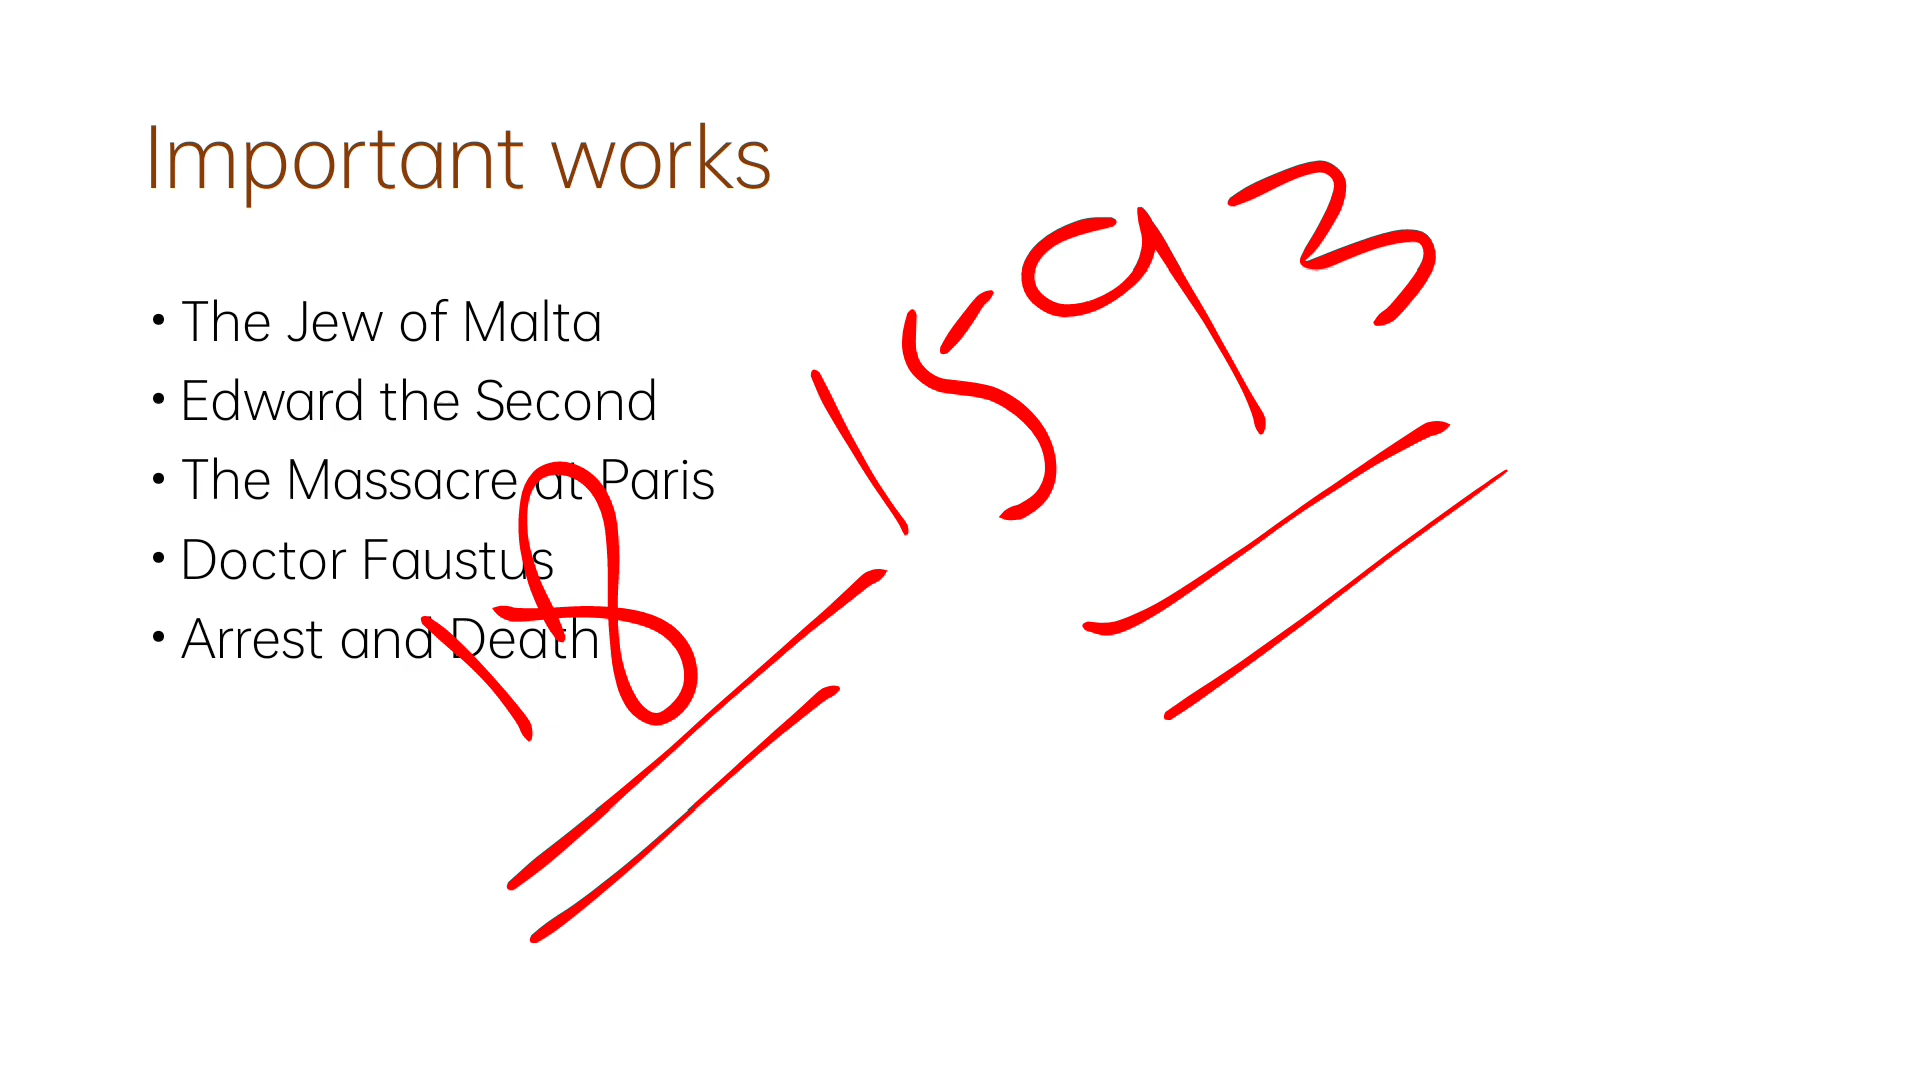 Important works
• The Jew of Malta
• Edward the Second
• The Massacre at Paris
• Doctor Faustus
• Arrest and Death
18 1593